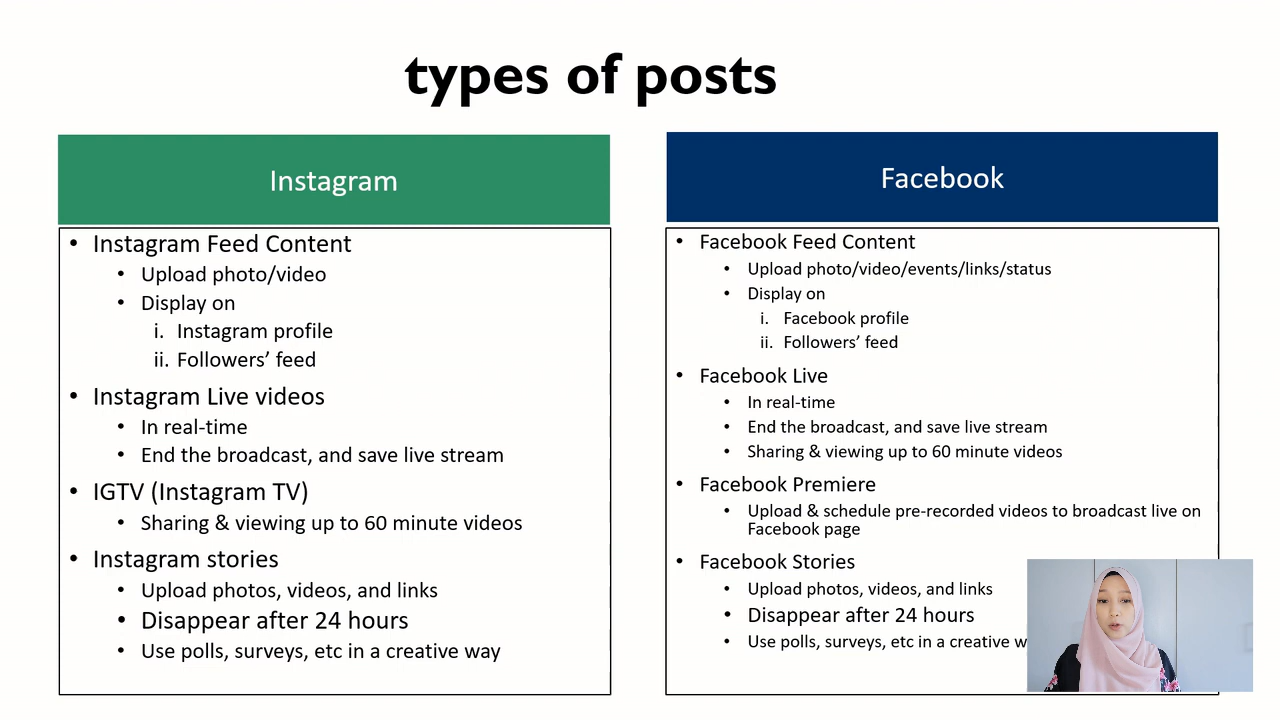 types of posts
Instagram
• Instagram Feed Content
• Upload photo/video
• Display on
i. Instagram profile
ii. Followers’ feed
• Instagram Live videos
• In real-time
• End the broadcast, and save live stream
• IGTV (Instagram TV)
• Sharing & viewing up to 60 minute videos
• Instagram stories
• Upload photos, videos, and links
• Disappear after 24 hours
• Use polls, surveys, etc in a creative way
Facebook
• Facebook Feed Content
• Upload photo/video/events/links/status
• Display on
i. Facebook profile
ii. Followers’ feed
• Facebook Live
• In real-time
• End the broadcast, and save live stream
• Sharing & viewing up to 60 minute videos
• Facebook Premiere
• Upload & schedule pre-recorded videos to broadcast live on
Facebook page
• Facebook Stories
• Upload photos, videos, and links
• Disappear after 24 hours
• Use polls, surveys, etc in a creative